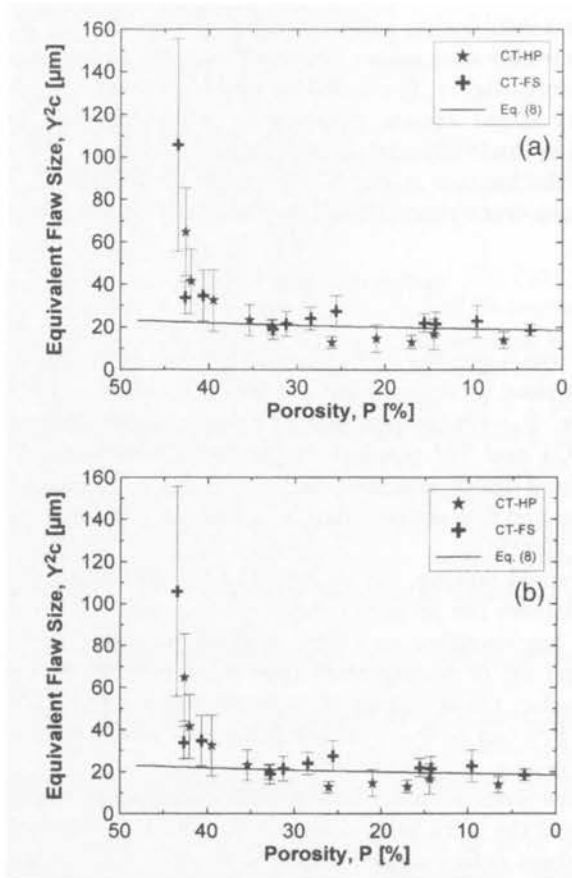 160
140
120
100
80
60
40
20
0
Equivalent Flaw Size, Y²c [µm]
CT-HP
CT-FS
Eq. (8)
(a)
50 40 30 20 10 0
Porosity, P [%]
160
140
120
100
80
60
40
20
0
Equivalent Flaw Size, Y²c [µm]
CT-HP
CT-FS
Eq. (8)
(b)
50 40 30 20 10 0
Porosity, P [%]